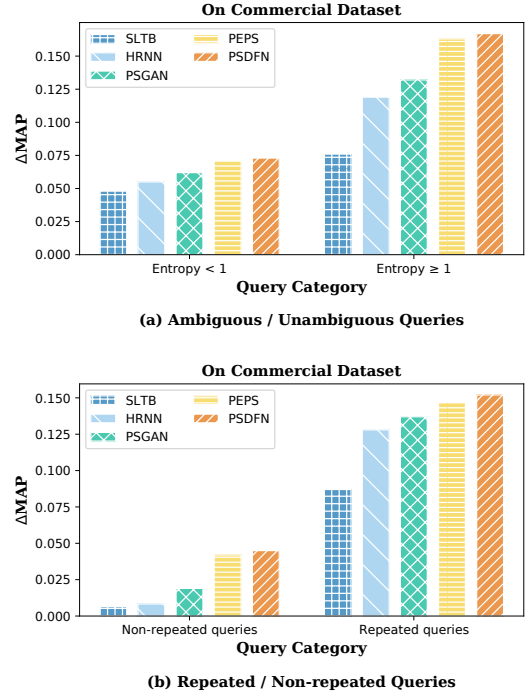 On Commercial Dataset
SLTB
HRNN
PSGAN
PEPS
PSDFN
0.150
0.125
0.100
0.075
0.050
0.025
0.000
ΔMAP
Entropy < 1
Entropy ≥ 1
Query Category
(a) Ambiguous / Unambiguous Queries
On Commercial Dataset
SLTB
HRNN
PSGAN
PEPS
PSDFN
0.150
0.125
0.100
0.075
0.050
0.025
0.000
ΔMAP
Non-repeated queries
Repeated queries
Query Category
(b) Repeated / Non-repeated Queries